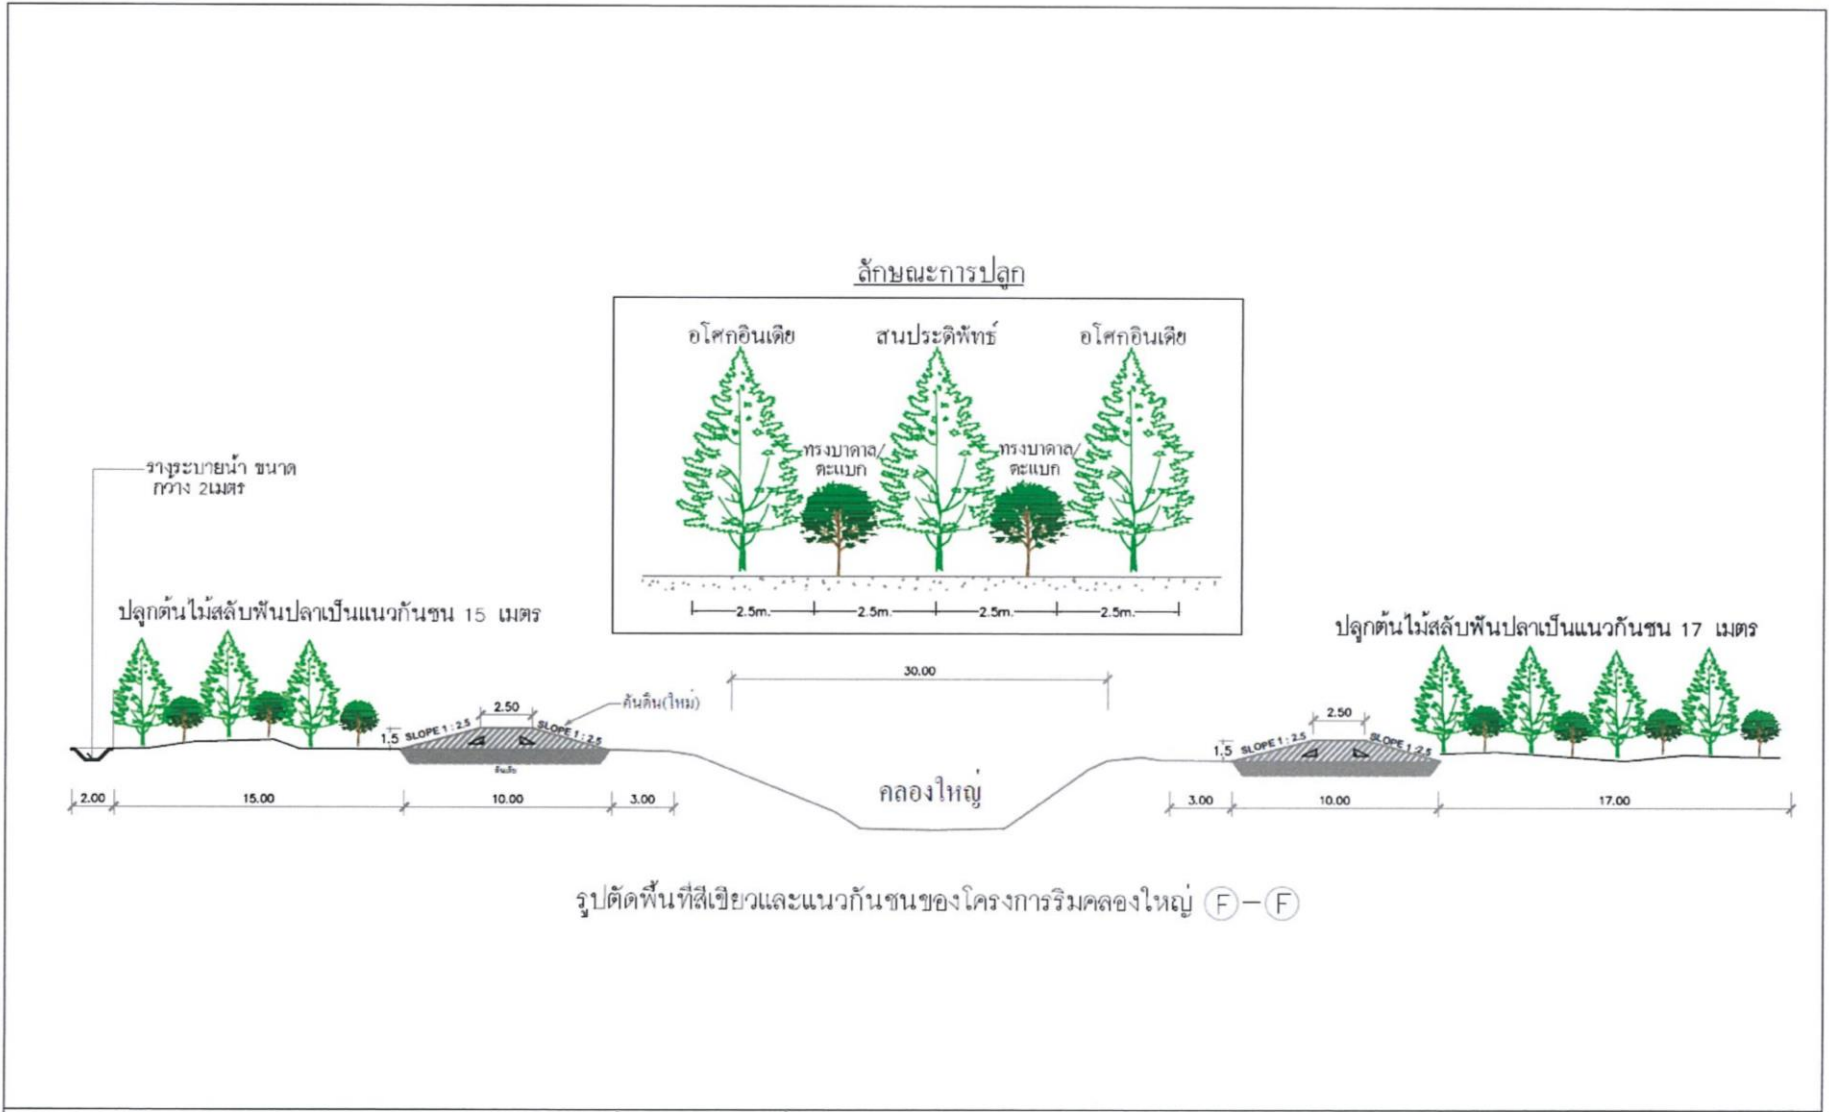 ลักษณะการปลูก
อโศกอินเดีย
สนประดิพัทธ์
อโศกอินเดีย
ทรงบาดาล/
ตะแบก
ทรงบาดาล/
ตะแบก
2.5m.
2.5m.
2.5m.
2.5m.
รางระบายน้ำ ขนาด
กว้าง 2เมตร
ปลูกต้นไม้สลับฟันปลาเป็นแนวกันชน 15 เมตร
ปลูกต้นไม้สลับฟันปลาเป็นแนวกันชน 17 เมตร
30.00
2.50
คันดิน(ใหม่)
1.5
SLOPE 1 : 2.5
SLOPE 1 : 2.5
2.50
1.5
SLOPE 1 : 2.5
SLOPE 1 : 2.5
คลองใหญ่
2.00
15.00
10.00
3.00
3.00
10.00
17.00
รูปตัดพื้นที่สีเขียวและแนวกันชนของโครงการริมคลองใหญ่ F-F